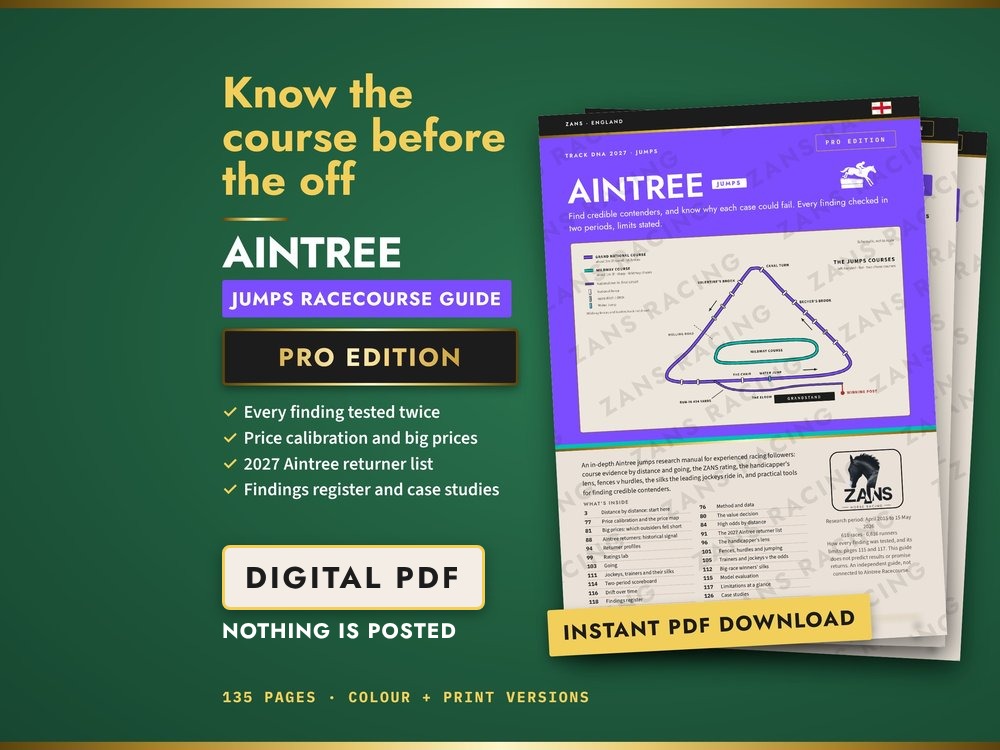 Know the
course before
the off
AINTREE
JUMPS RACECOURSE GUIDE
PRO EDITION
Every finding tested twice
Price calibration and big prices
2027 Aintree returner list
Findings register and case studies
DIGITAL PDF
NOTHING IS POSTED
135 PAGES · COLOUR + PRINT VERSIONS
ZANS · ENGLAND
TRACK DNA 2027 · JUMPS
PRO EDITION
AINTREE JUMPS
Find credible contenders, and know why each case could fail. Every finding checked in
two periods, limits stated.
GRAND NATIONAL COURSE
MILDMAY COURSE
THE JUMPS COURSES
CANAL TURN
VALENTINE'S BROOK
BECHER'S BROOK
MELLING ROAD
MILDMAY COURSE
THE CHAIR
WATER JUMP
WINNING POST
RUN-IN 494 YARDS
THE ELBOW
GRANDSTAND
An in-depth Aintree jumps research manual for experienced racing followers:
course evidence by distance and going, the ZANS rating, the handicapper's
lens, fences v hurdles, the silks the leading jockeys ride in, and practical tools
for finding credible contenders.
WHAT'S INSIDE
3 Distance by distance: start here
77 Price calibration and the price map
81 Big prices: which outsiders fell short
88 Aintree returners: historical signal
94 Returner profiles
99 Ratings lab
103 Going
111 Jockeys, trainers and their silks
114 Two-period scoreboard
116 Drift over time
118 Findings register
76 Method and data
80 The value decision
84 High odds by distance
91 The 2027 Aintree returner list
96 The handicapper's lens
101 Fences, hurdles and jumping
105 Trainers and jockeys v the odds
112 Big-race winners' silks
115 Model evaluation
117 Limitations at a glance
126 Case studies
ZANS
HORSE RACING
Research period: April 2015 to 15 May
2026
How every finding was tested, and its
limits: pages 115 and 117. This guide
does not predict results or promise
returns. An independent guide, not
connected to Aintree Racecourse.
INSTANT PDF DOWNLOAD
ZANS RACING